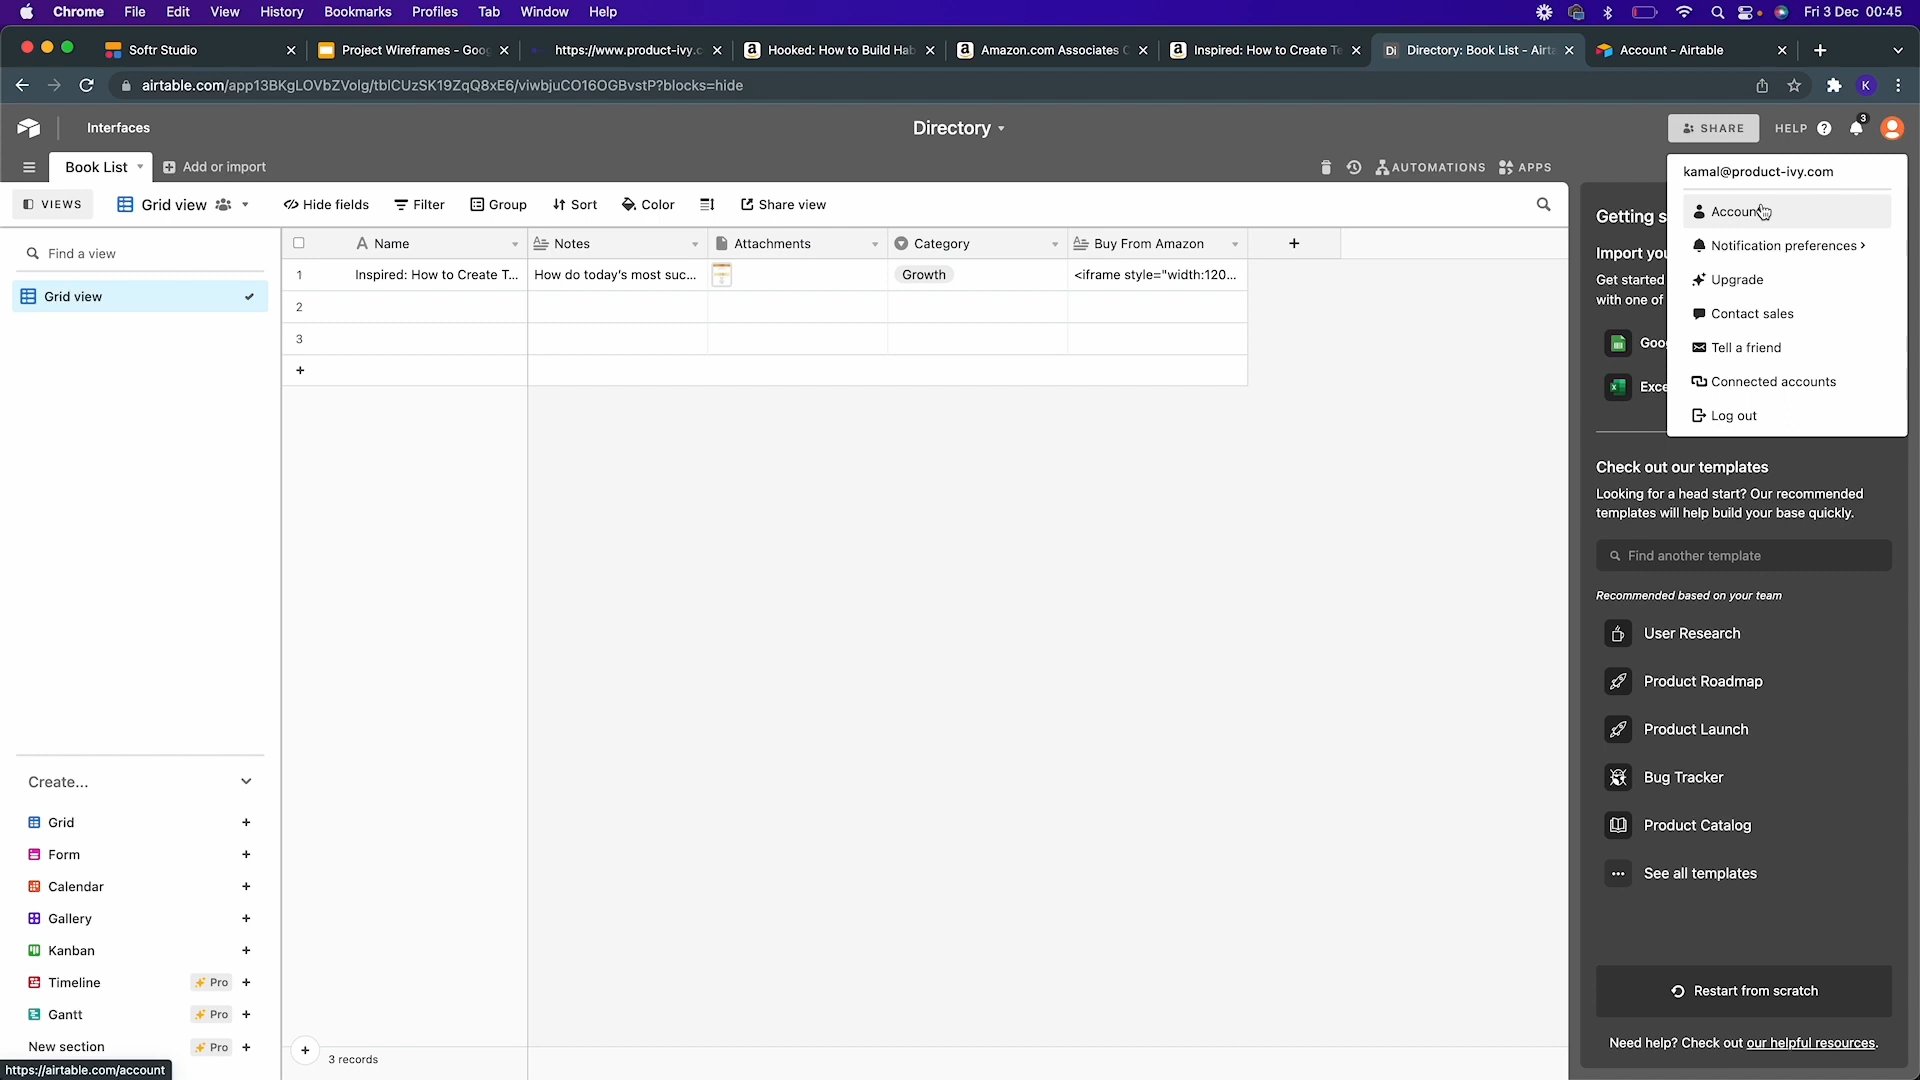 Chrome File Edit View History Bookmarks Profiles Tab Window Help Fri 3 Dec 00:45
Softr Studio Project Wireframes - Goog https://www.product-ivy.c Hooked: How to Build Hab Amazon.com Associates C Inspired: How to Create Te Di Directory: Book List - Airta Account - Airtable
airtable.com/app13BKgLOVbZVolg/tblCUzSK19ZqQ8xE6/viwbjuCO16OGBvstP?blocks=hide K
Interfaces Directory SHARE HELP ? 3
Book List Add or import AUTOMATIONS APPS
kamal@product-ivy.com
VIEWS Grid view Hide fields Filter Group Sort Color Share view
Account
Notification preferences
Upgrade
Contact sales
Tell a friend
Connected accounts
Log out
Find a view
Grid view
Name Notes Attachments Category Buy From Amazon
1 Inspired: How to Create T... How do today's most suc... Growth <iframe style="width:120...
2
3
Getting s
Import you
Get started
with one of
Goo
Exce
Check out our templates
Looking for a head start? Our recommended
templates will help build your base quickly.
Find another template
Recommended based on your team
User Research
Product Roadmap
Product Launch
Bug Tracker
Product Catalog
See all templates
Restart from scratch
Need help? Check out our helpful resources.
Create...
Grid
Form
Calendar
Gallery
Kanban
Timeline Pro
Gantt Pro
New section Pro
3 records
https://airtable.com/account